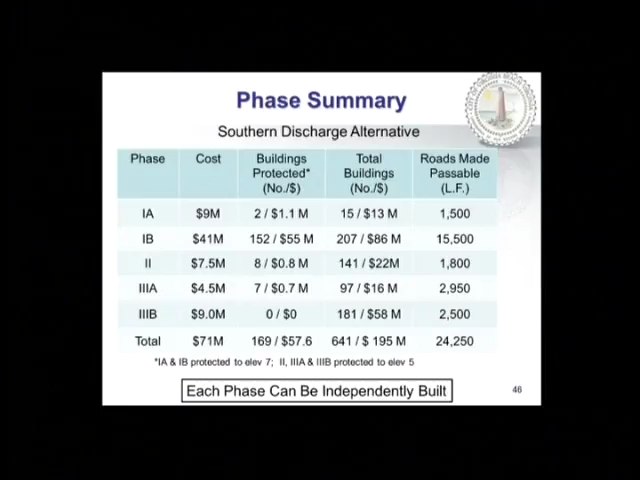 Phase Summary
Southern Discharge Alternative
Phase Cost Buildings Protected* (No./$) Total Buildings (No./$) Roads Made Passable (L.F.)
IA $9M 2 / $1.1 M 15 / $13 M 1,500
IB $41M 152 / $55 M 207 / $86 M 15,500
II $7.5M 8 / $0.8 M 141 / $22M 1,800
IIIA $4.5M 7 / $0.7 M 97 / $16 M 2,950
IIIB $9.0M 0 / $0 181 / $58 M 2,500
Total $71M 169 / $57.6 641 / $ 195 M 24,250
*IA & IB protected to elev 7; II, IIIA & IIIB protected to elev 5
Each Phase Can Be Independently Built
46